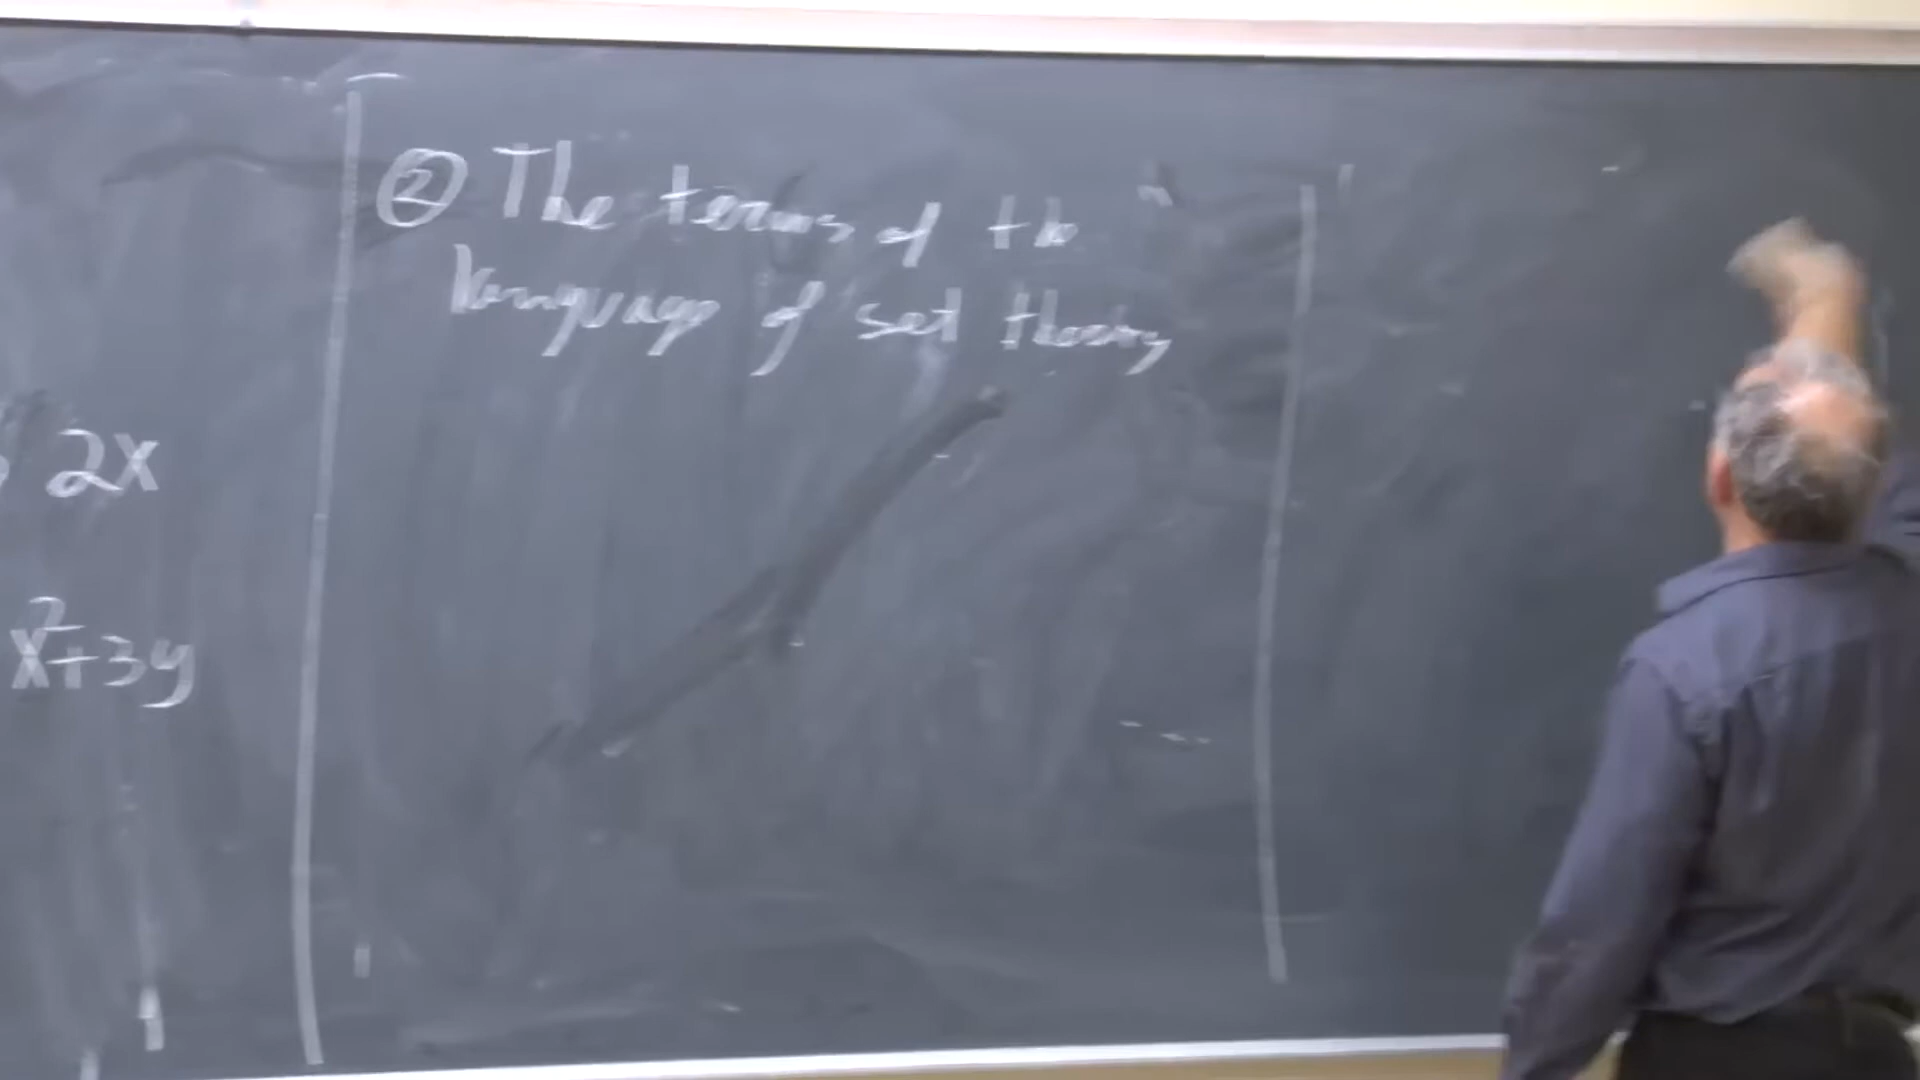 2x
x²+3y
② The terms of the
language of set theory